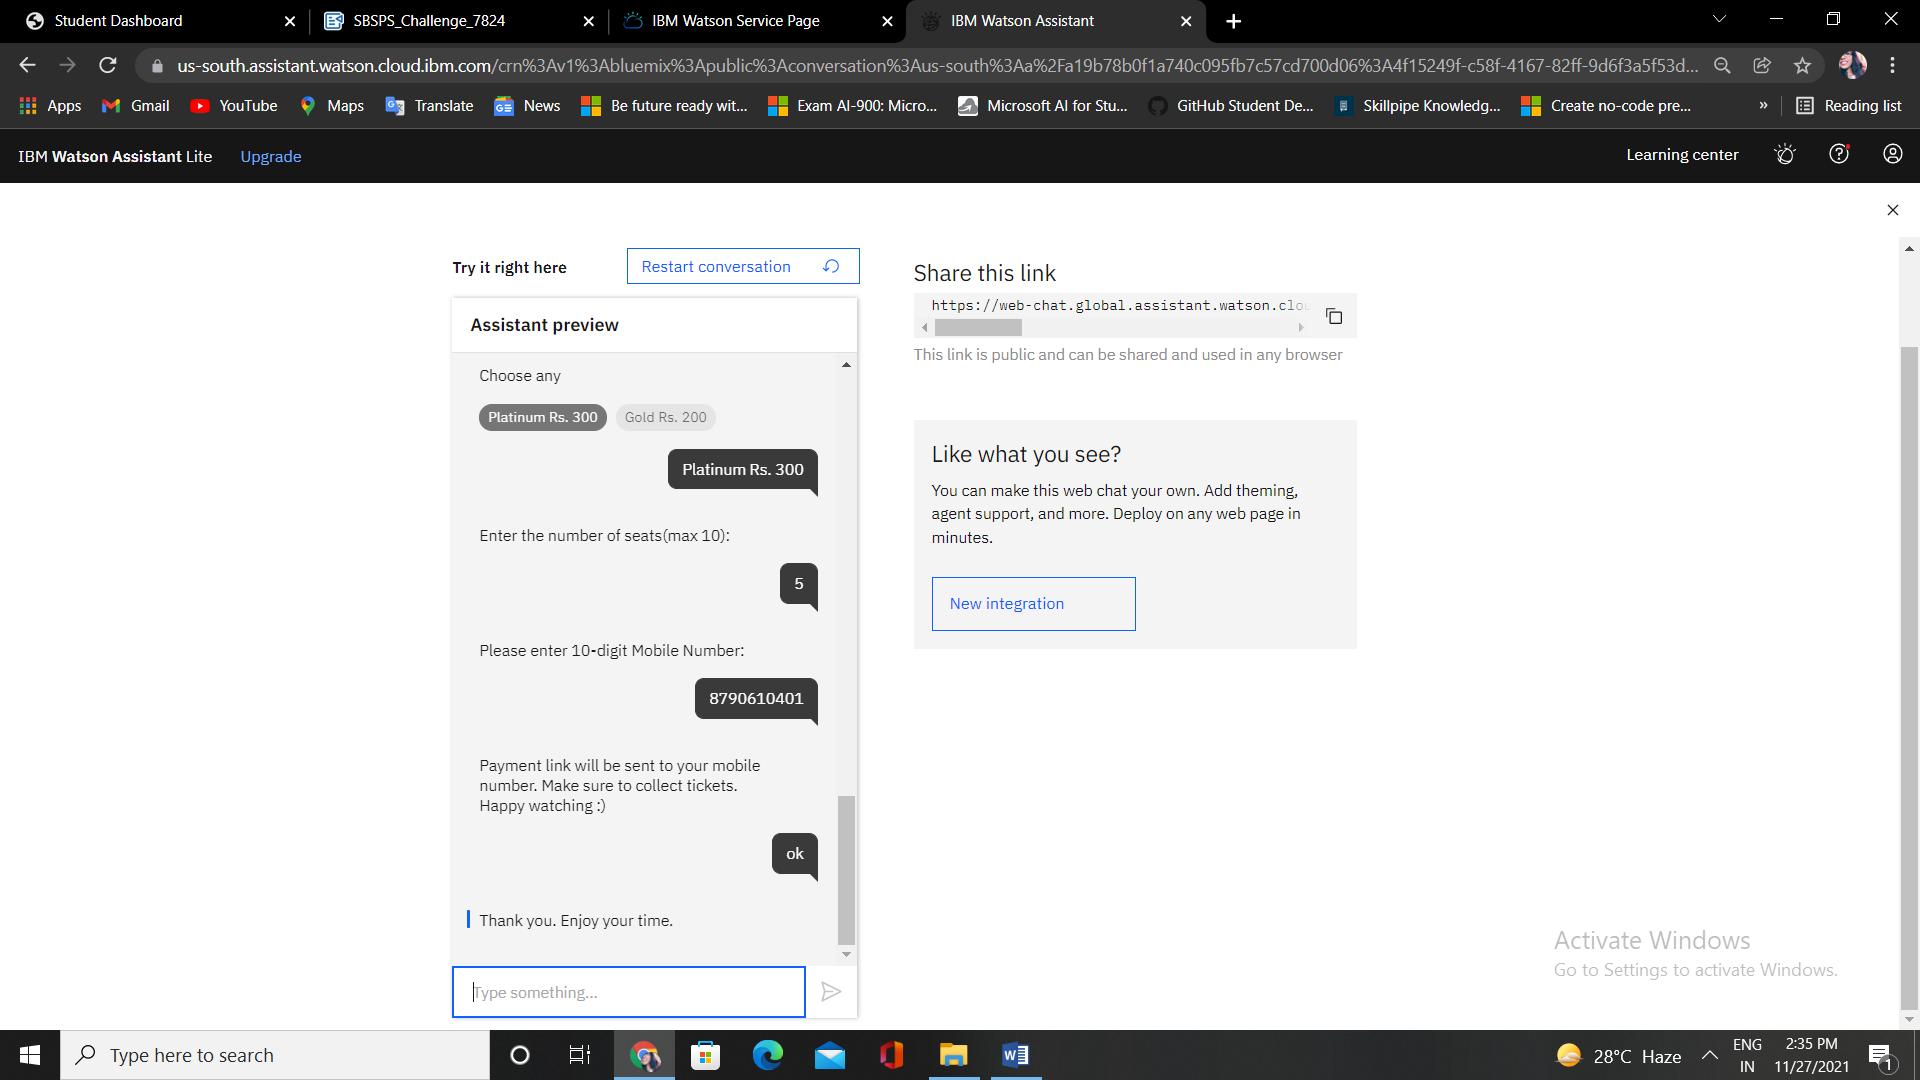 Student Dashboard
SBSPS_Challenge_7824
IBM Watson Service Page
IBM Watson Assistant
us-south.assistant.watson.cloud.ibm.com/crn%3Av1%3Abluemix%3Apublic%3Aconversation%3Aus-south%3Aa%2Fa19b78b0f1a740c095fb7c57cd700d06%3A4f15249f-c58f-4167-82ff-9d6f3a5f53d...
Apps
Gmail
YouTube
Maps
Translate
News
Be future ready wit...
Exam AI-900: Micro...
Microsoft AI for Stu...
GitHub Student De...
Skillpipe Knowledg...
Create no-code pre...
»
Reading list
IBM Watson Assistant Lite
Upgrade
Learning center
Try it right here
Restart conversation
Assistant preview
Choose any
Platinum Rs. 300
Gold Rs. 200
Platinum Rs. 300
Enter the number of seats(max 10):
5
Please enter 10-digit Mobile Number:
8790610401
Payment link will be sent to your mobile
number. Make sure to collect tickets.
Happy watching :)
ok
Thank you. Enjoy your time.
Type something...
Share this link
https://web-chat.global.assistant.watson.clou
This link is public and can be shared and used in any browser
Like what you see?
You can make this web chat your own. Add theming,
agent support, and more. Deploy on any web page in
minutes.
New integration
Activate Windows
Go to Settings to activate Windows.
Type here to search
28°C Haze
ENG
IN
2:35 PM
11/27/2021
1